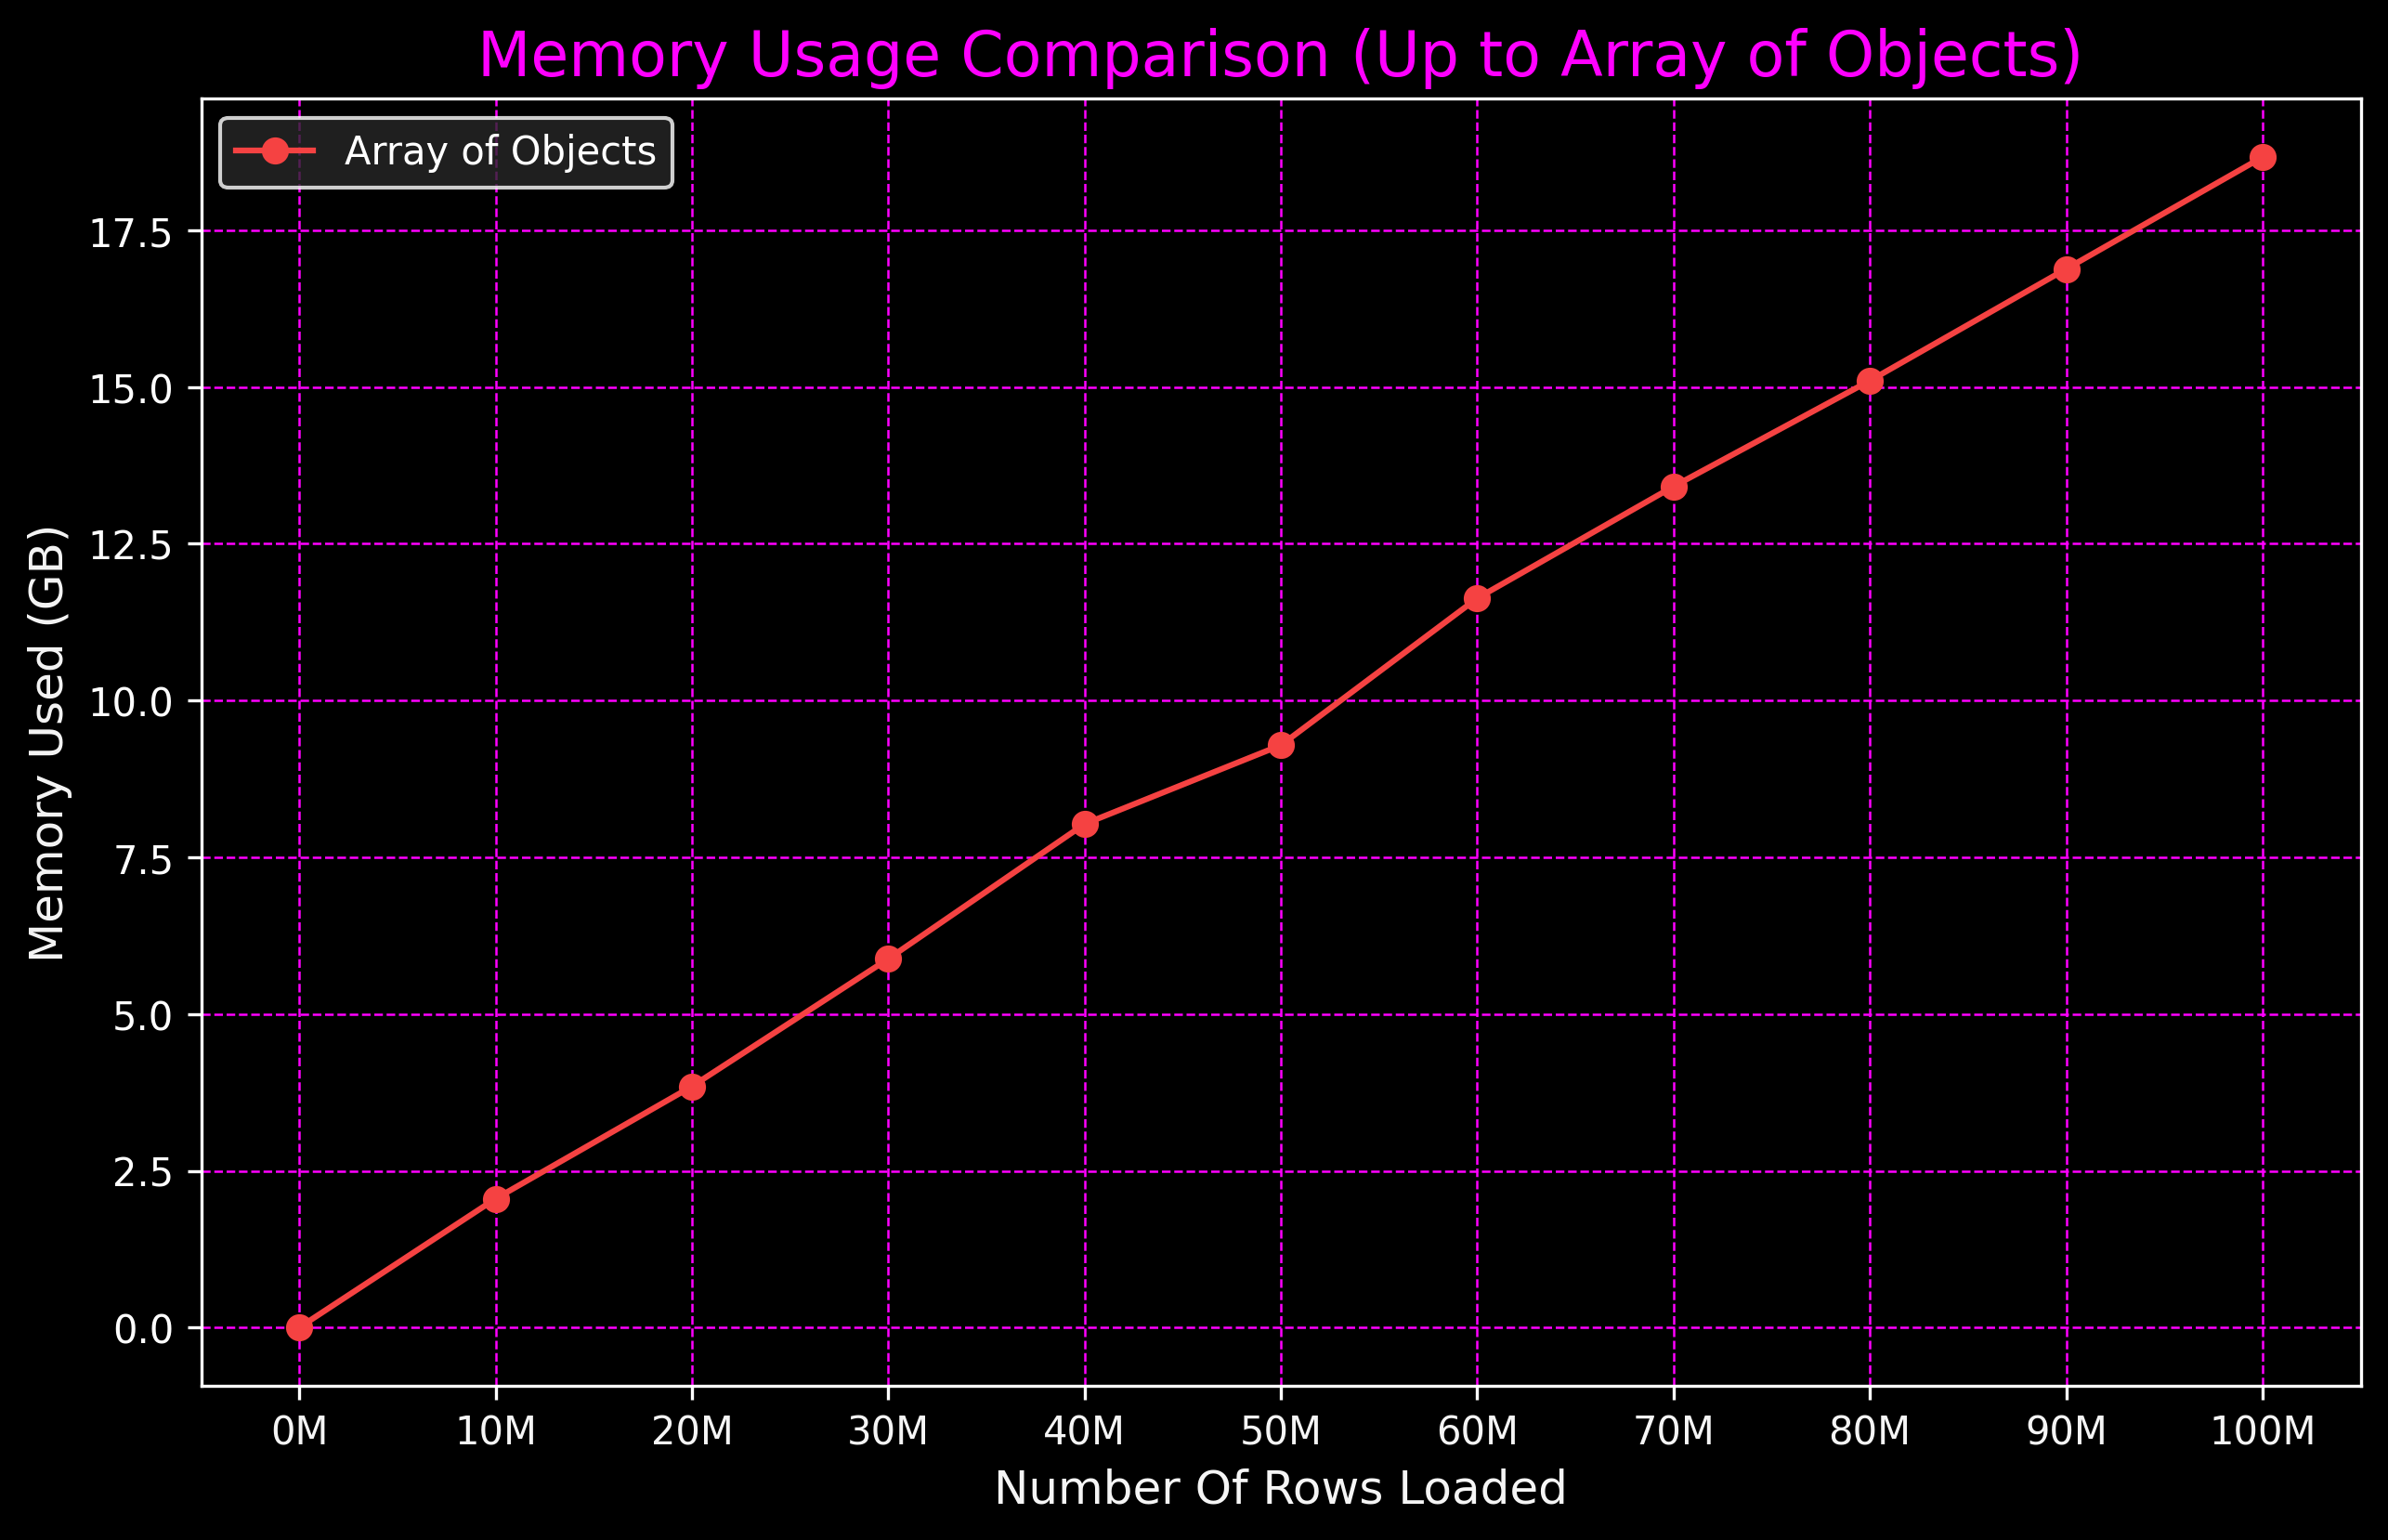 Memory Usage Comparison (Up to Array of Objects)
Array of Objects
17.5
15.0
12.5
10.0
7.5
5.0
2.5
0.0
Memory Used (GB)
0M 10M 20M 30M 40M 50M 60M 70M 80M 90M 100M
Number Of Rows Loaded